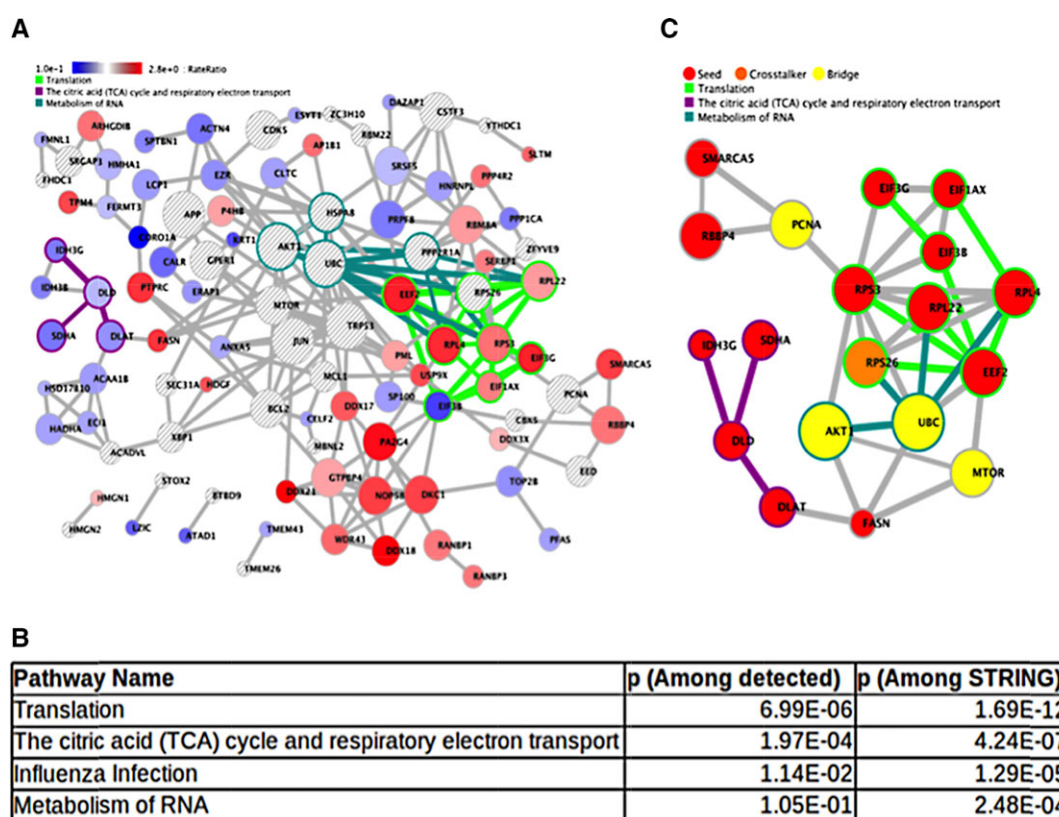 A
C
1.0e-1 2.8e+0 : RateRatio
Translation
The citric acid (TCA) cycle and respiratory electron transport
Metabolism of RNA
Seed Crosstalker Bridge
Translation
The citric acid (TCA) cycle and respiratory electron transport
Metabolism of RNA
FMNL1
ARHGDIB
SRGAP3
FHDC1
HMHA1
SPTBN1
ACTN4
CDK5
ESYT1
ZC3H10
RBM22
DAZAP1
CSTF3
YTHDC1
SLTM
AP1B1
TPM4
FERMT3
LCP1
EZR
CLTC
SRSF5
HNRNPL
PPP4R2
PPP1CA
APP
P4HB
HSPA8
PRPF8
RBM8A
ZFYVE9
CORO1A
KRT1
AKT1
UBC
PPP2R1A
SERBP1
IDH3G
CALR
GPER1
RPL22
IDH3B
DLD
PTPRC
ERAP1
MTOR
EEF2
RPS26
SDHA
DLAT
FASN
ANXA5
JUN
TRP53
RPL4
RPS3
EIF3G
SMARCA5
PML
USP9X
EIF1AX
PCNA
HSD17B10
ACAA1B
SEC31A
HDGF
MCL1
SP100
EIF3B
CBX5
RBBP4
HADHA
ECI1
ACADVL
XBP1
BCL2
CELF2
DDX17
MBNL2
PA2G4
DDX3X
EED
HMGN1
STOX2
BTBD9
DDX21
GTPBP4
NOP58
DKC1
TOP2B
HMGN2
LZIC
ATAD1
TMEM43
WDR43
DDX18
RANBP1
PFAS
TMEM26
RANBP3
SMARCA5
RBBP4
PCNA
EIF3G
EIF1AX
EIF3B
RPS3
RPL22
RPL4
IDH3G
SDHA
RPS26
EEF2
DLD
AKT1
UBC
MTOR
DLAT
FASN
B
Pathway Name p (Among detected) p (Among STRING)
Translation 6.99E-06 1.69E-12
The citric acid (TCA) cycle and respiratory electron transport 1.97E-04 4.24E-07
Influenza Infection 1.14E-02 1.29E-05
Metabolism of RNA 1.05E-01 2.48E-04